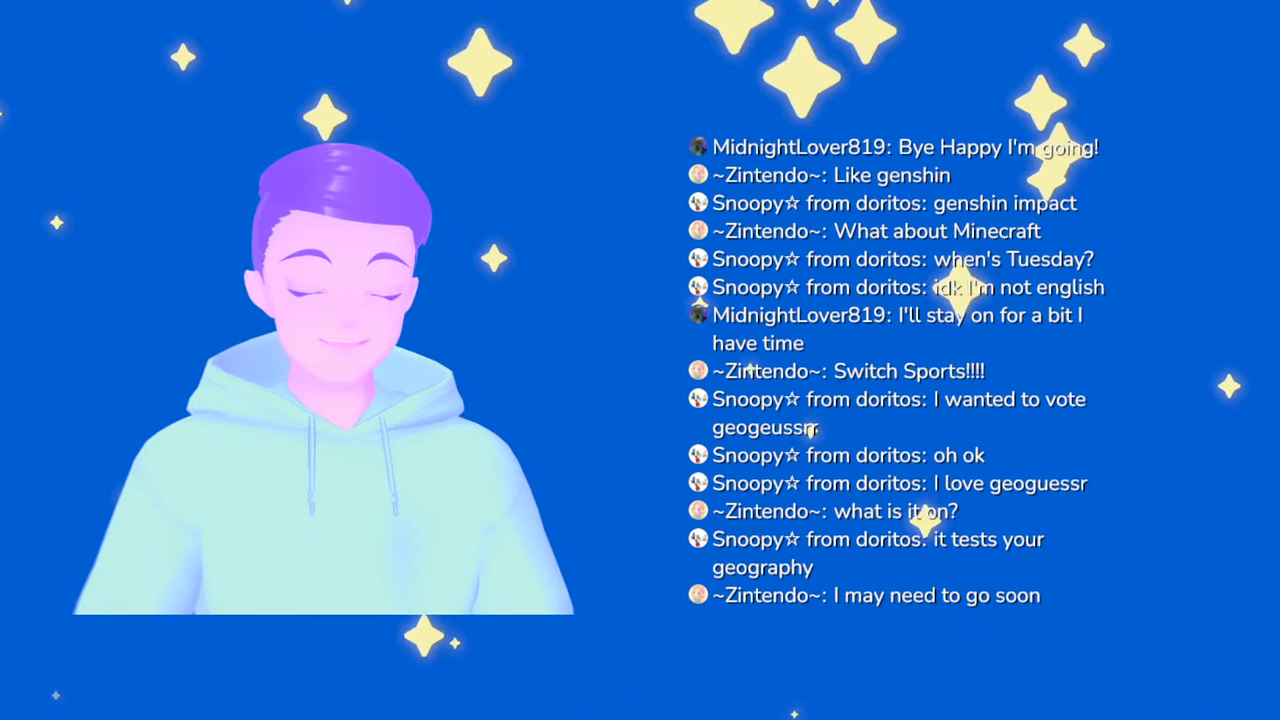 MidnightLover819: Bye Happy I'm going!
~Zintendo~: Like genshin
Snoopy☆ from doritos: genshin impact
~Zintendo~: What about Minecraft
Snoopy☆ from doritos: when's Tuesday?
Snoopy☆ from doritos: idk I'm not english
MidnightLover819: I'll stay on for a bit I
have time
~Zintendo~: Switch Sports!!!!
Snoopy☆ from doritos: I wanted to vote
geogeussrr
Snoopy☆ from doritos: oh ok
Snoopy☆ from doritos: I love geoguessr
~Zintendo~: what is it on?
Snoopy☆ from doritos: it tests your
geography
~Zintendo~: I may need to go soon